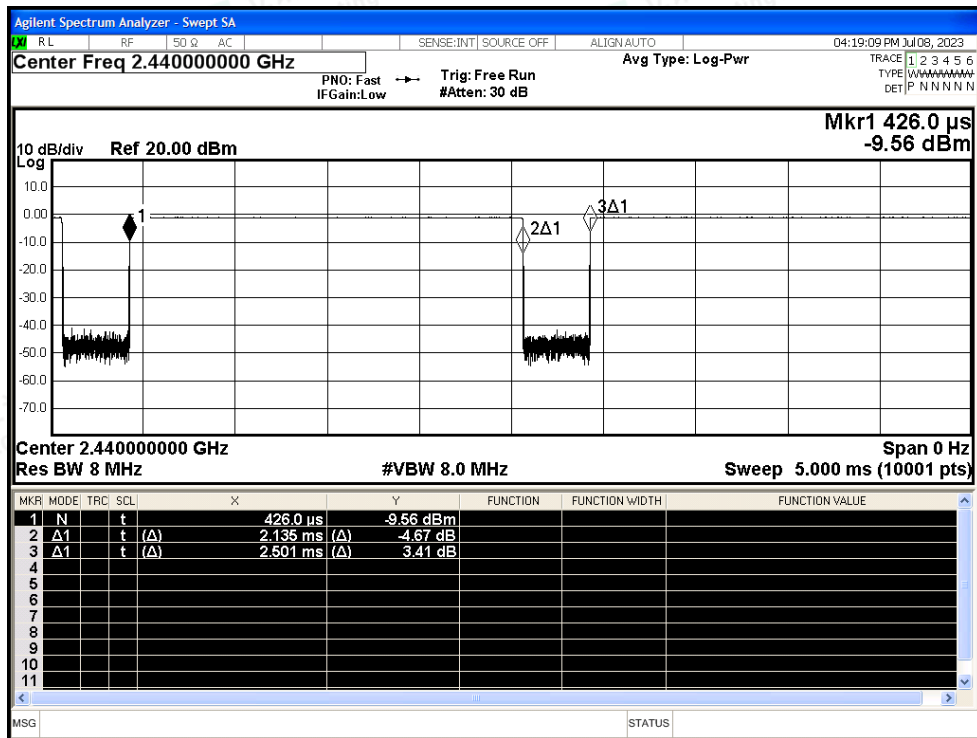 Agilent Spectrum Analyzer - Swept SA
LXI RL RF 50 Ω AC SENSE:INT SOURCE OFF ALIGN AUTO 04:19:09 PM Jul 08, 2023
Center Freq 2.440000000 GHz
PNO: Fast
IFGain:Low
Trig: Free Run
#Atten: 30 dB
Avg Type: Log-Pwr
TRACE 1 2 3 4 5 6
TYPE
DET P N N N N N
Mkr1 426.0 µs
-9.56 dBm
10 dB/div Ref 20.00 dBm
Log
10.0
0.00
-10.0
-20.0
-30.0
-40.0
-50.0
-60.0
-70.0
1
2Δ1
3Δ1
Center 2.440000000 GHz Span 0 Hz
Res BW 8 MHz #VBW 8.0 MHz Sweep 5.000 ms (10001 pts)
MKR MODE TRC SCL X Y FUNCTION FUNCTION WIDTH FUNCTION VALUE
1 N t 426.0 µs -9.56 dBm
2 Δ1 t (Δ) 2.135 ms (Δ) -4.67 dB
3 Δ1 t (Δ) 2.501 ms (Δ) 3.41 dB
4
5
6
7
8
9
10
11
MSG STATUS